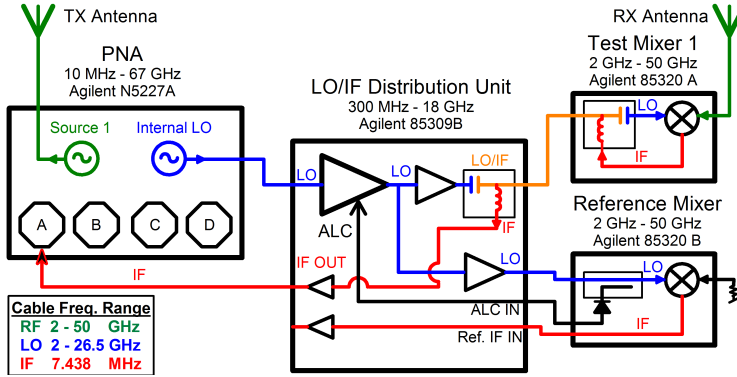 TX Antenna
RX Antenna
PNA
10 MHz - 67 GHz
Agilent N5227A
Source 1
Internal LO
A
B
C
D
LO/IF Distribution Unit
300 MHz - 18 GHz
Agilent 85309B
LO
LO
LO/IF
IF
ALC
IF OUT
LO
ALC IN
Ref. IF IN
Test Mixer 1
2 GHz - 50 GHz
Agilent 85320 A
LO
IF
Reference Mixer
2 GHz - 50 GHz
Agilent 85320 B
LO
IF
IF
Cable Freq. Range
RF 2 - 50 GHz
LO 2 - 26.5 GHz
IF 7.438 MHz